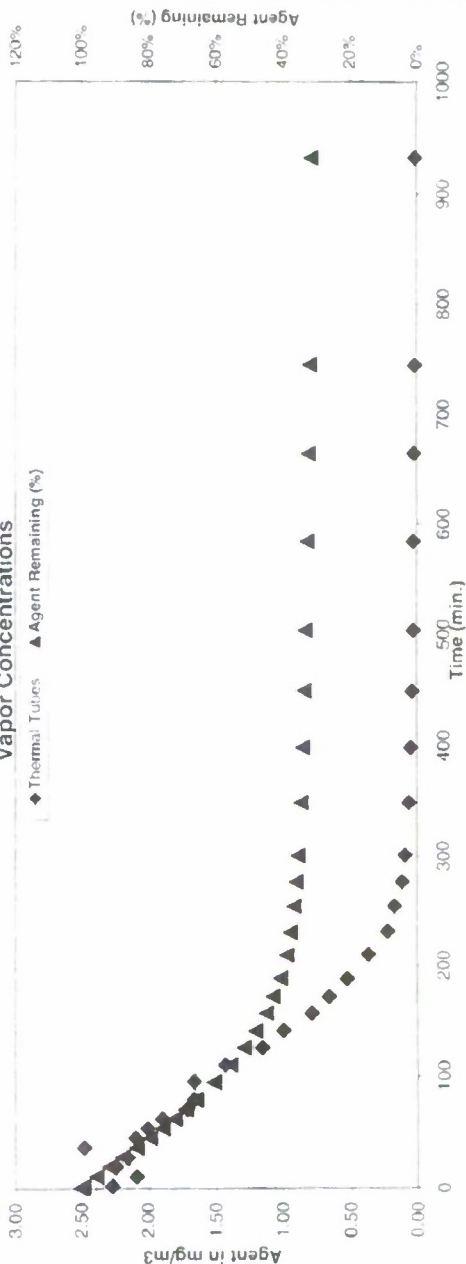 Vapor Concentrations
◆ Thermal Tubes ▲ Agent Remaining (%)
Agent in mg/m3
3.00
2.50
2.00
1.50
1.00
0.50
0.00
Agent Remaining (%)
120%
100%
80%
60%
40%
20%
0%
0 100 200 300 400 500 600 700 800 900 1000
Time (min.)